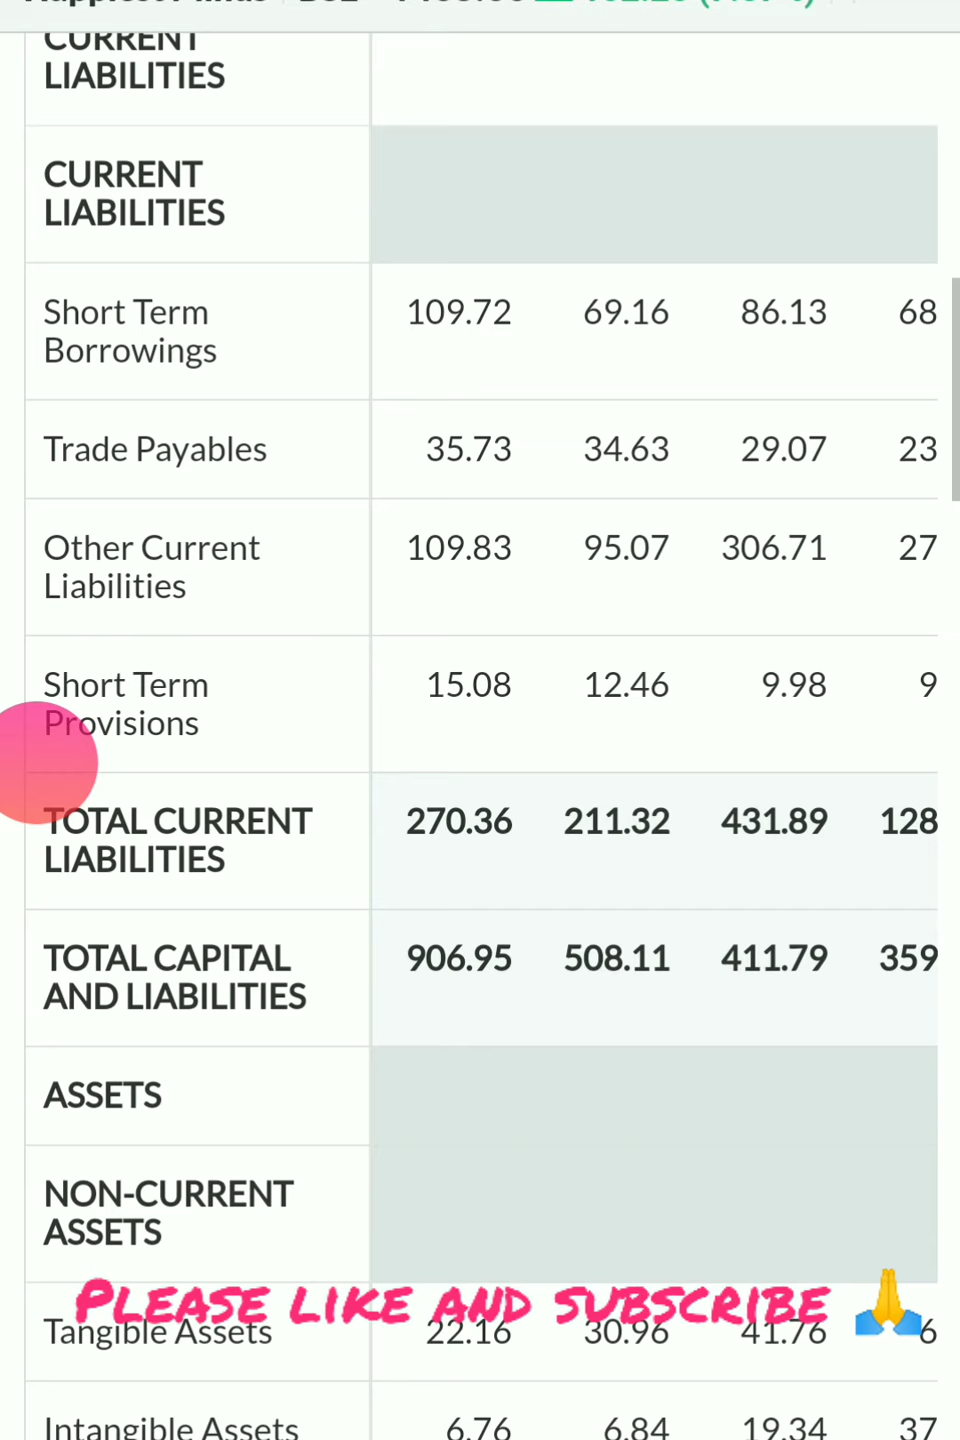 CURRENT
LIABILITIES
CURRENT
LIABILITIES
Short Term 109.72 69.16 86.13 68
Borrowings
Trade Payables 35.73 34.63 29.07 23
Other Current 109.83 95.07 306.71 27
Liabilities
Short Term 15.08 12.46 9.98 9
Provisions
TOTAL CURRENT 270.36 211.32 431.89 128
LIABILITIES
TOTAL CAPITAL 906.95 508.11 411.79 359
AND LIABILITIES
ASSETS
NON-CURRENT
ASSETS
PLEASE LIKE AND SUBSCRIBE 🙏
Tangible Assets 22.16 30.96 41.76 6
Intangible Assets 6.76 6.84 19.34 37